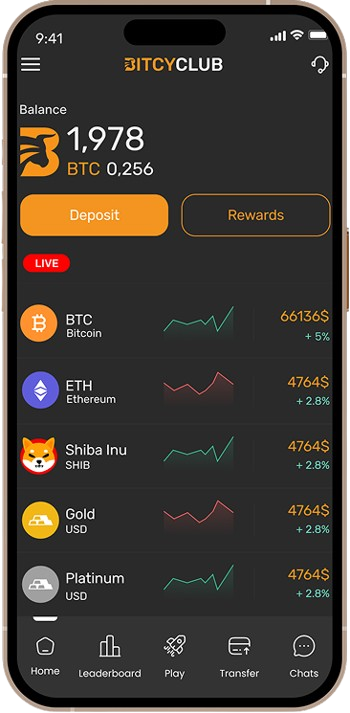 9:41
BITCYCLUB
Balance
1,978
BTC 0,256
Deposit
Rewards
LIVE
BTC
Bitcoin
66136$
+ 5%
ETH
Ethereum
4764$
+ 2.8%
Shiba Inu
SHIB
4764$
+ 2.8%
Gold
USD
4764$
+ 2.8%
Platinum
USD
4764$
+ 2.8%
Home
Leaderboard
Play
Transfer
Chats